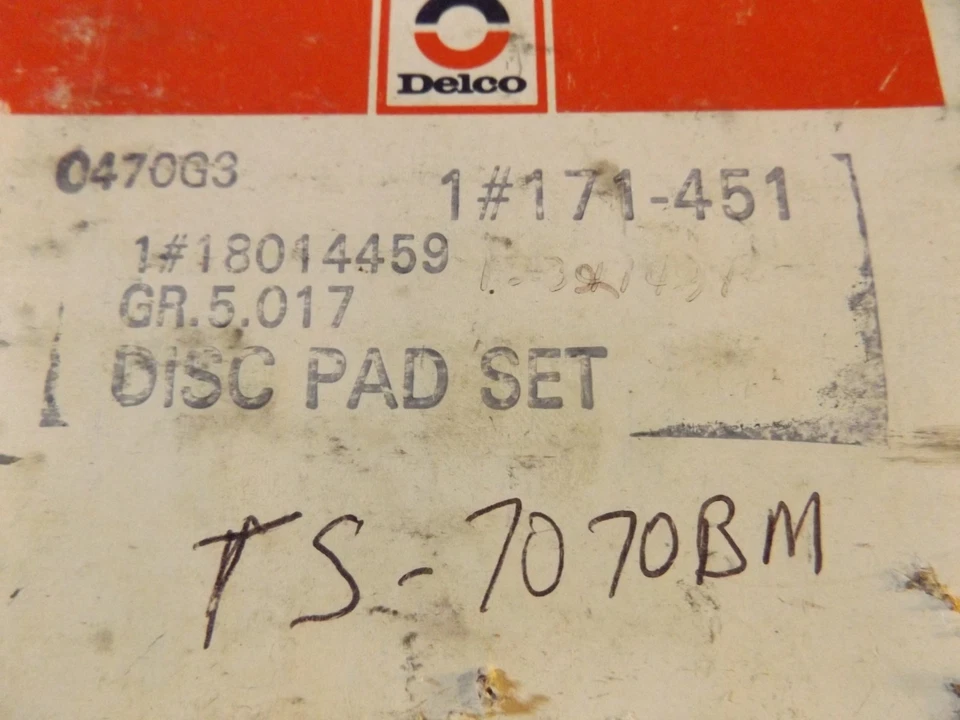 Delco
0470G3
1#171-451
1#18014459
GR.5.017
DISC PAD SET
TS-7070BM